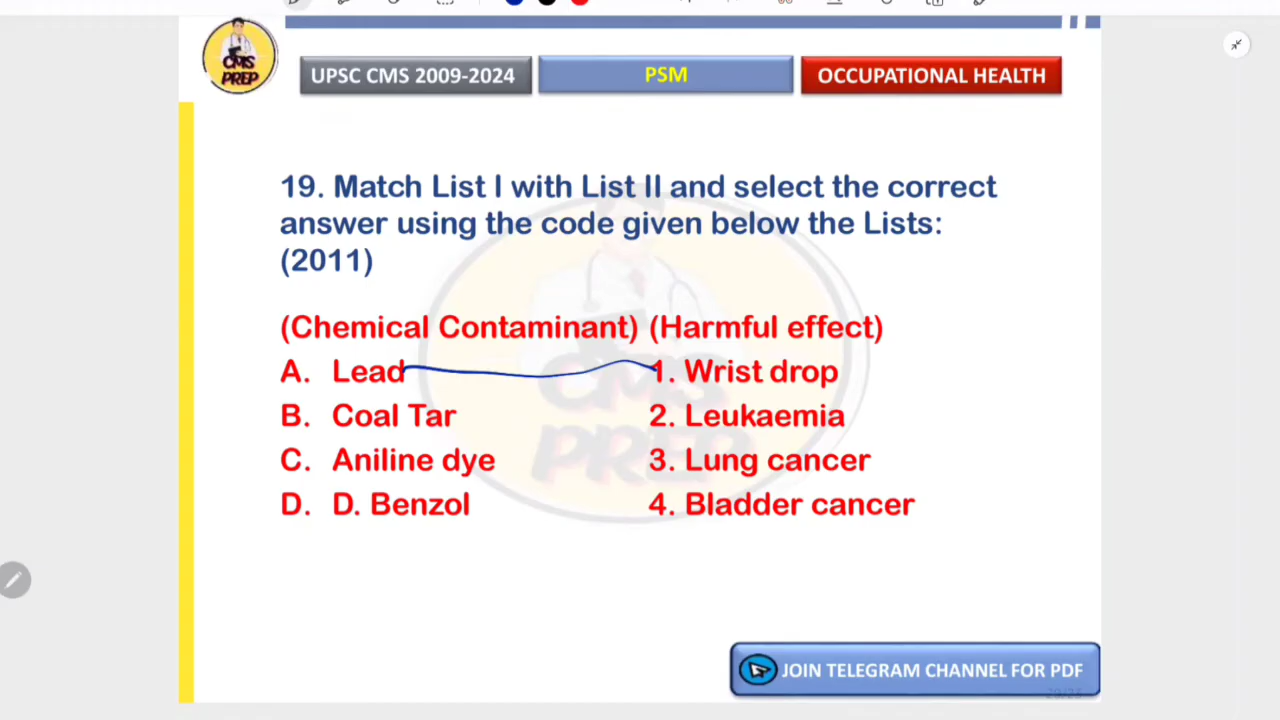 CMS
PREP
UPSC CMS 2009-2024
PSM
OCCUPATIONAL HEALTH
19. Match List I with List II and select the correct
answer using the code given below the Lists:
(2011)
(Chemical Contaminant) (Harmful effect)
A. Lead 1. Wrist drop
B. Coal Tar 2. Leukaemia
C. Aniline dye 3. Lung cancer
D. D. Benzol 4. Bladder cancer
CMS
PREP
JOIN TELEGRAM CHANNEL FOR PDF